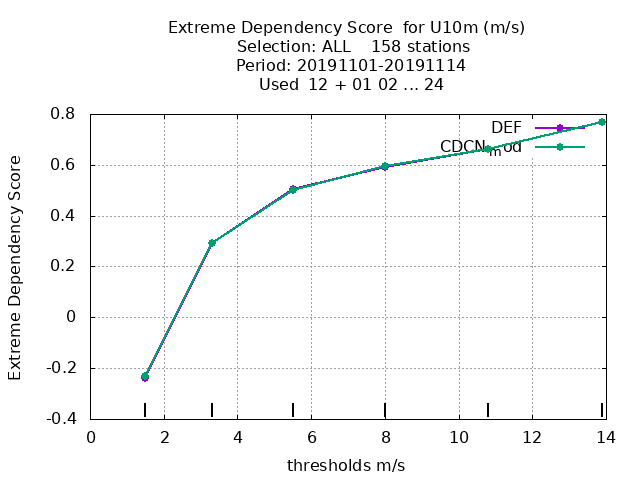 Extreme Dependency Score  for U10m (m/s)
Selection: ALL    158 stations
Period: 20191101-20191114
Used  12 + 01 02 ... 24
Extreme Dependency Score
0.8
0.6
0.4
0.2
0
-0.2
-0.4
DEF
CDCNmod
0 2 4 6 8 10 12 14
thresholds m/s